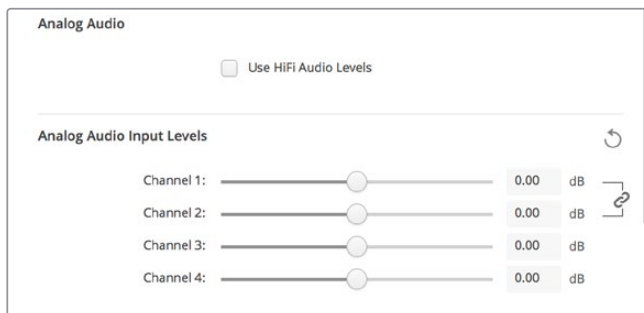 Analog Audio
Use HiFi Audio Levels
Analog Audio Input Levels
Channel 1: 0.00 dB
Channel 2: 0.00 dB
Channel 3: 0.00 dB
Channel 4: 0.00 dB